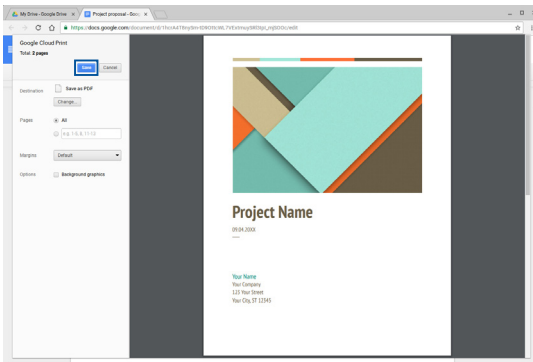 My Drive - Google Drive
Project proposal - Goog
https://docs.google.com/document/d/
Google Cloud Print
Total: 2 pages
Save
Cancel
Destination
Save as PDF
Change...
Pages
All
e.g. 1-5, 8, 11-13
Margins
Default
Options
Background graphics
Project Name
09.04.20XX
Your Name
Your Company
123 Your Street
Your City, ST 12345